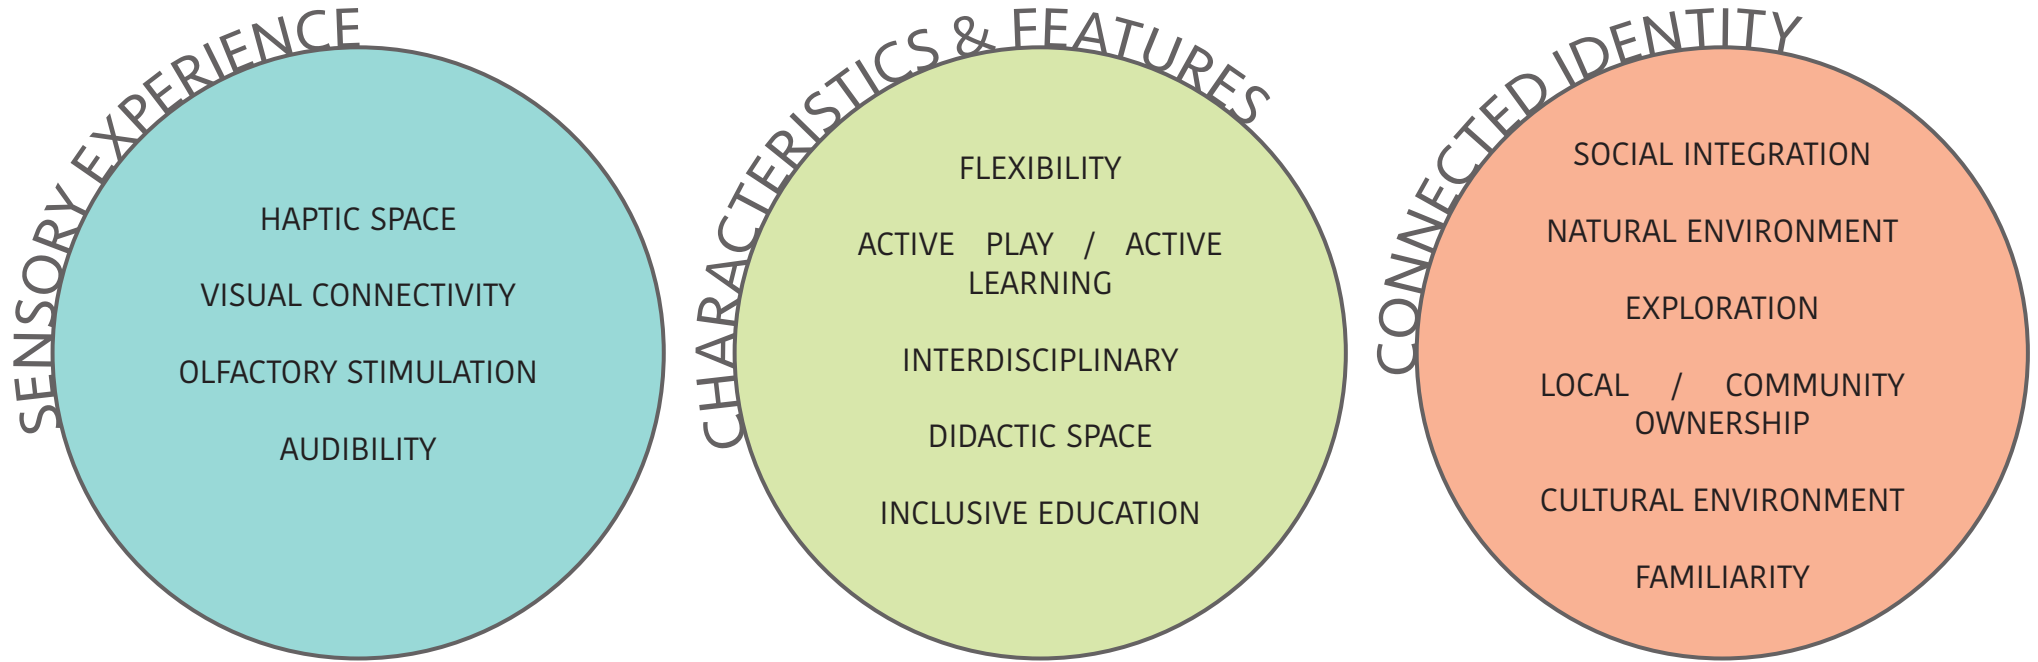 SENSORY EXPERIENCE
HAPTIC SPACE
VISUAL CONNECTIVITY
OLFACTORY STIMULATION
AUDIBILITY
CHARACTERISTICS & FEATURES
FLEXIBILITY
ACTIVE PLAY / ACTIVE
LEARNING
INTERDISCIPLINARY
DIDACTIC SPACE
INCLUSIVE EDUCATION
CONNECTED IDENTITY
SOCIAL INTEGRATION
NATURAL ENVIRONMENT
EXPLORATION
LOCAL / COMMUNITY
OWNERSHIP
CULTURAL ENVIRONMENT
FAMILIARITY